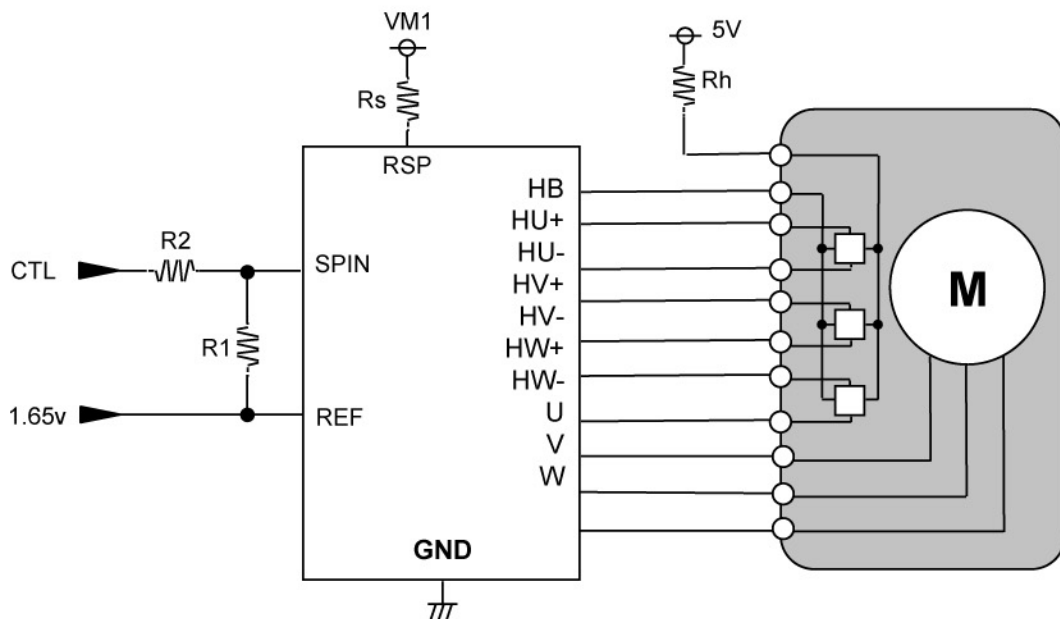 VM1
5V
Rs
Rh
RSP
HB
HU+
R2
HU-
CTL
SPIN
HV+
HV-
R1
HW+
HW-
M
1.65v
REF
U
V
W
GND